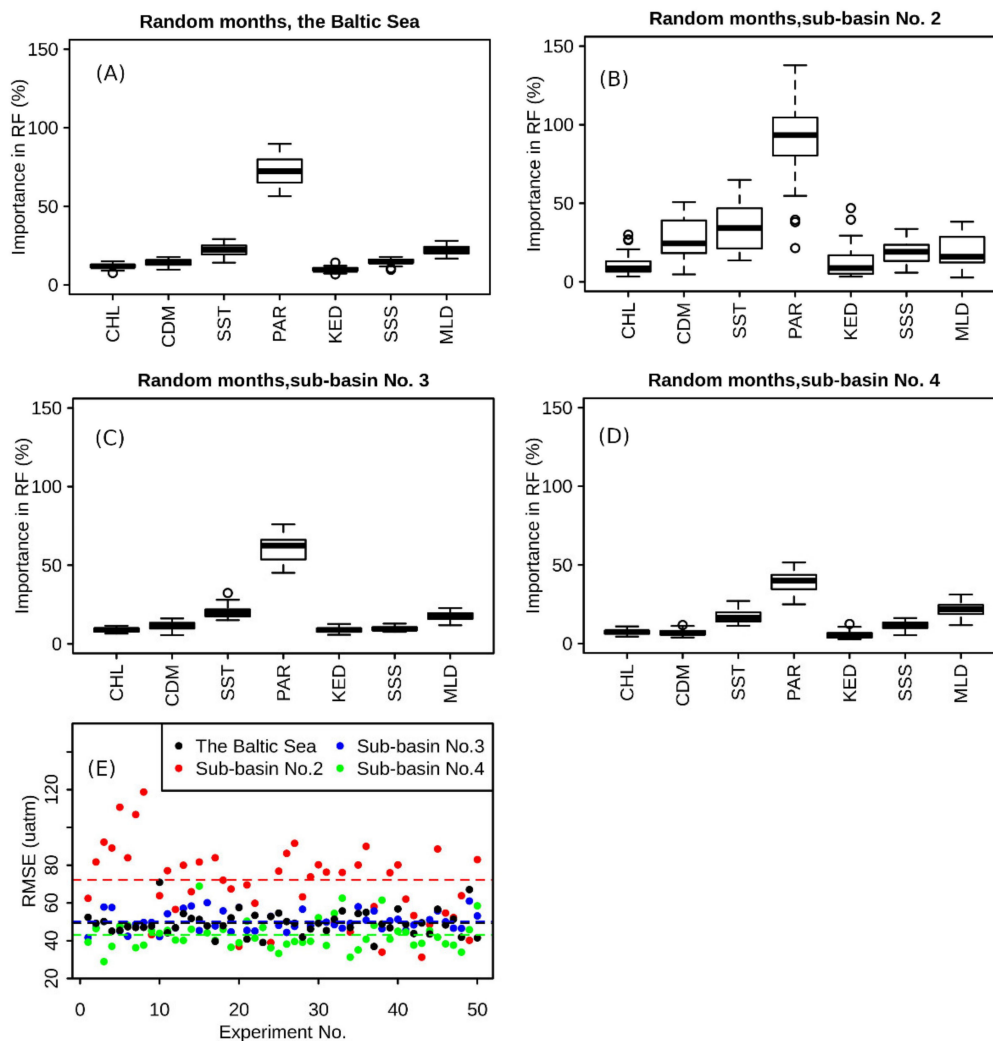 Random months, the Baltic Sea
(A)
Importance in RF (%)
150
100
50
0
CHL
CDM
SST
PAR
KED
SSS
MLD
Random months,sub-basin No. 2
(B)
Importance in RF (%)
150
100
50
0
CHL
CDM
SST
PAR
KED
SSS
MLD
Random months,sub-basin No. 3
(C)
Importance in RF (%)
150
100
50
0
CHL
CDM
SST
PAR
KED
SSS
MLD
Random months,sub-basin No. 4
(D)
Importance in RF (%)
150
100
50
0
CHL
CDM
SST
PAR
KED
SSS
MLD
(E)
The Baltic Sea
Sub-basin No.2
Sub-basin No.3
Sub-basin No.4
RMSE (uatm)
120
80
60
40
20
0
10
20
30
40
50
Experiment No.